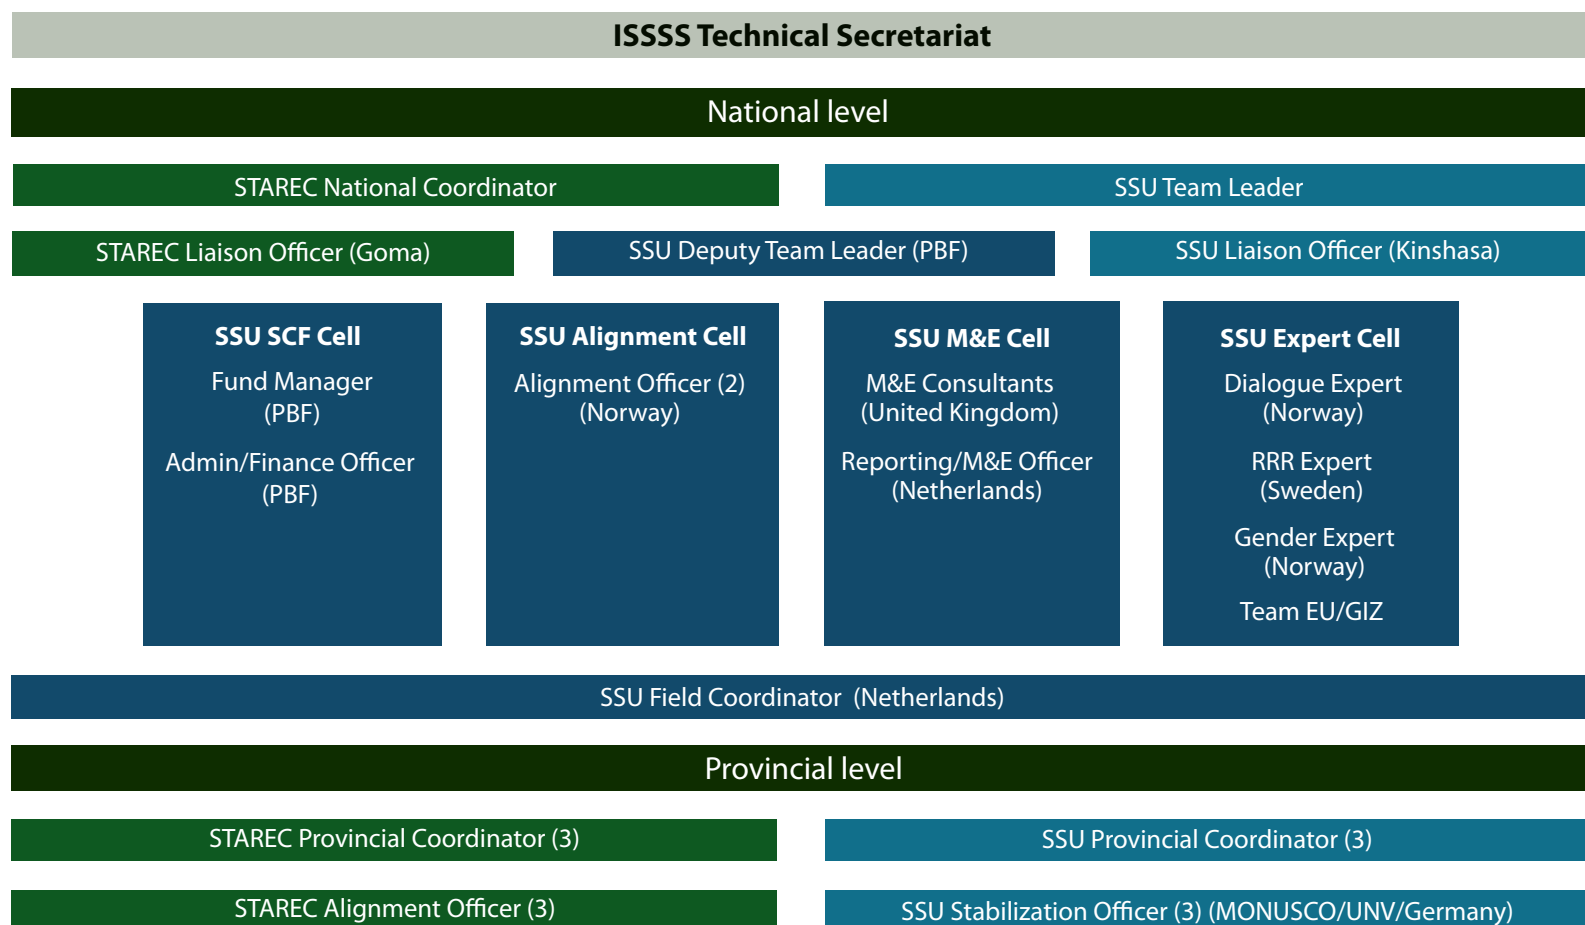 ISSSS Technical Secretariat
National level
STAREC National Coordinator
SSU Team Leader
STAREC Liaison Officer (Goma)
SSU Deputy Team Leader (PBF)
SSU Liaison Officer (Kinshasa)
SSU SCF Cell
Fund Manager
(PBF)
Admin/Finance Officer
(PBF)
SSU Alignment Cell
Alignment Officer (2)
(Norway)
SSU M&E Cell
M&E Consultants
(United Kingdom)
Reporting/M&E Officer
(Netherlands)
SSU Expert Cell
Dialogue Expert
(Norway)
RRR Expert
(Sweden)
Gender Expert
(Norway)
Team EU/GIZ
SSU Field Coordinator (Netherlands)
Provincial level
STAREC Provincial Coordinator (3)
SSU Provincial Coordinator (3)
STAREC Alignment Officer (3)
SSU Stabilization Officer (3) (MONUSCO/UNV/Germany)